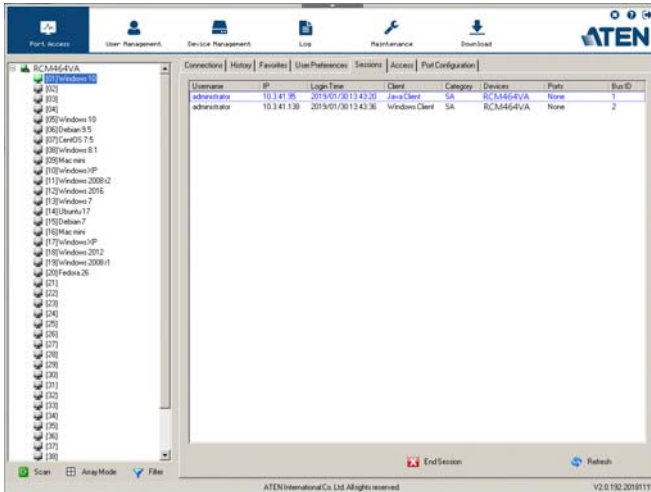 Port Access
User Management
Device Management
Log
Maintenance
Download
ATEN
RCM464VA
[01]Windows 10
[02]
[03]
[04]
[05]Windows 10
[06]Debian 9.5
[07]CentOS 7.5
[08]Windows 8.1
[09]Mac mini
[10]Windows XP
[11]Windows 2008 r2
[12]Windows 2016
[13]Windows 7
[14]Ubuntu 17
[15]Debian 7
[16]Mac mini
[17]Windows XP
[18]Windows 2012
[19]Windows 2008 r1
[20]Fedora 26
[21]
[22]
[23]
[24]
[25]
[26]
[27]
[28]
[29]
[30]
[31]
[32]
[33]
[34]
[35]
[36]
[37]
[38]
Scan Array Mode Filter
Connections History Favorites User Preferences Sessions Access Port Configuration
Username IP Login Time Client Category Devices Ports Bus ID
administrator 10.3.41.95 2019/01/30 13:43:20 Java Client SA RCM464VA None 1
administrator 10.3.41.138 2019/01/30 13:43:36 Windows Client SA RCM464VA None 2
End Session
Refresh
ATEN International Co. Ltd. All rights reserved.
V2.0.192.2018111